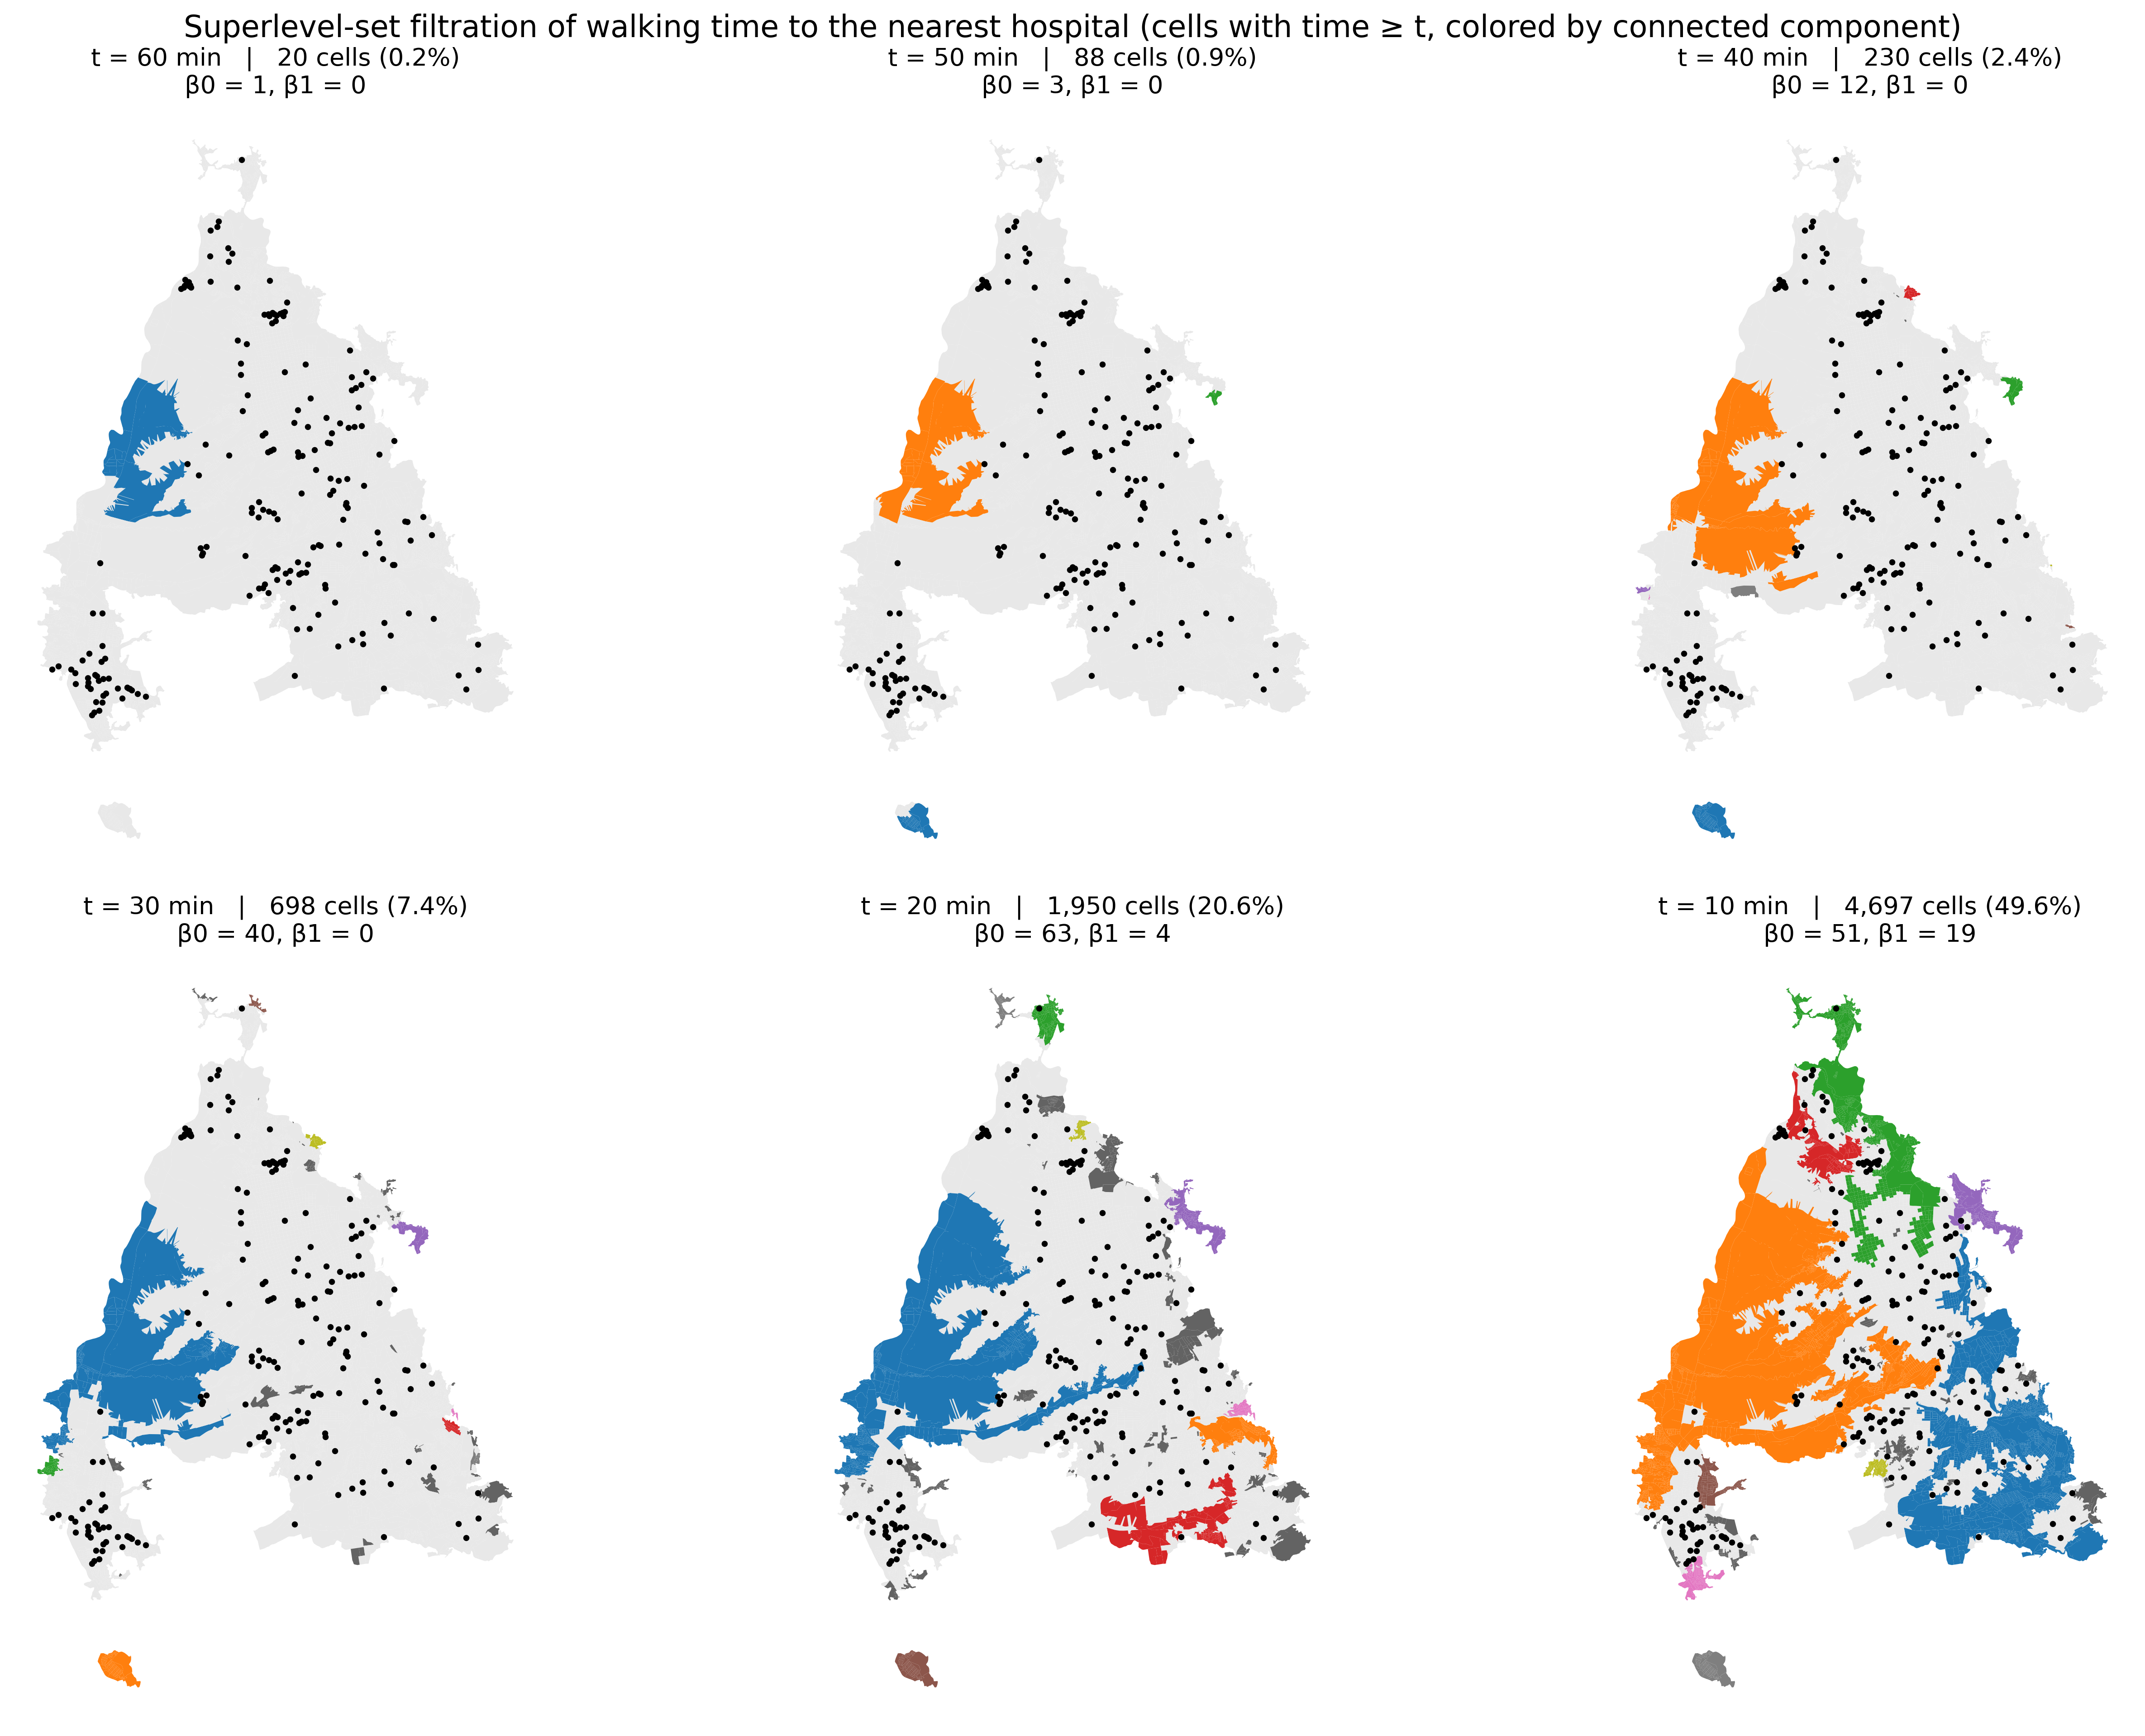 Superlevel-set filtration of walking time to the nearest hospital (cells with time ≥ t, colored by connected component)
t = 60 min | 20 cells (0.2%)
β0 = 1, β1 = 0
t = 50 min | 88 cells (0.9%)
β0 = 3, β1 = 0
t = 40 min | 230 cells (2.4%)
β0 = 12, β1 = 0
t = 30 min | 698 cells (7.4%)
β0 = 40, β1 = 0
t = 20 min | 1,950 cells (20.6%)
β0 = 63, β1 = 4
t = 10 min | 4,697 cells (49.6%)
β0 = 51, β1 = 19